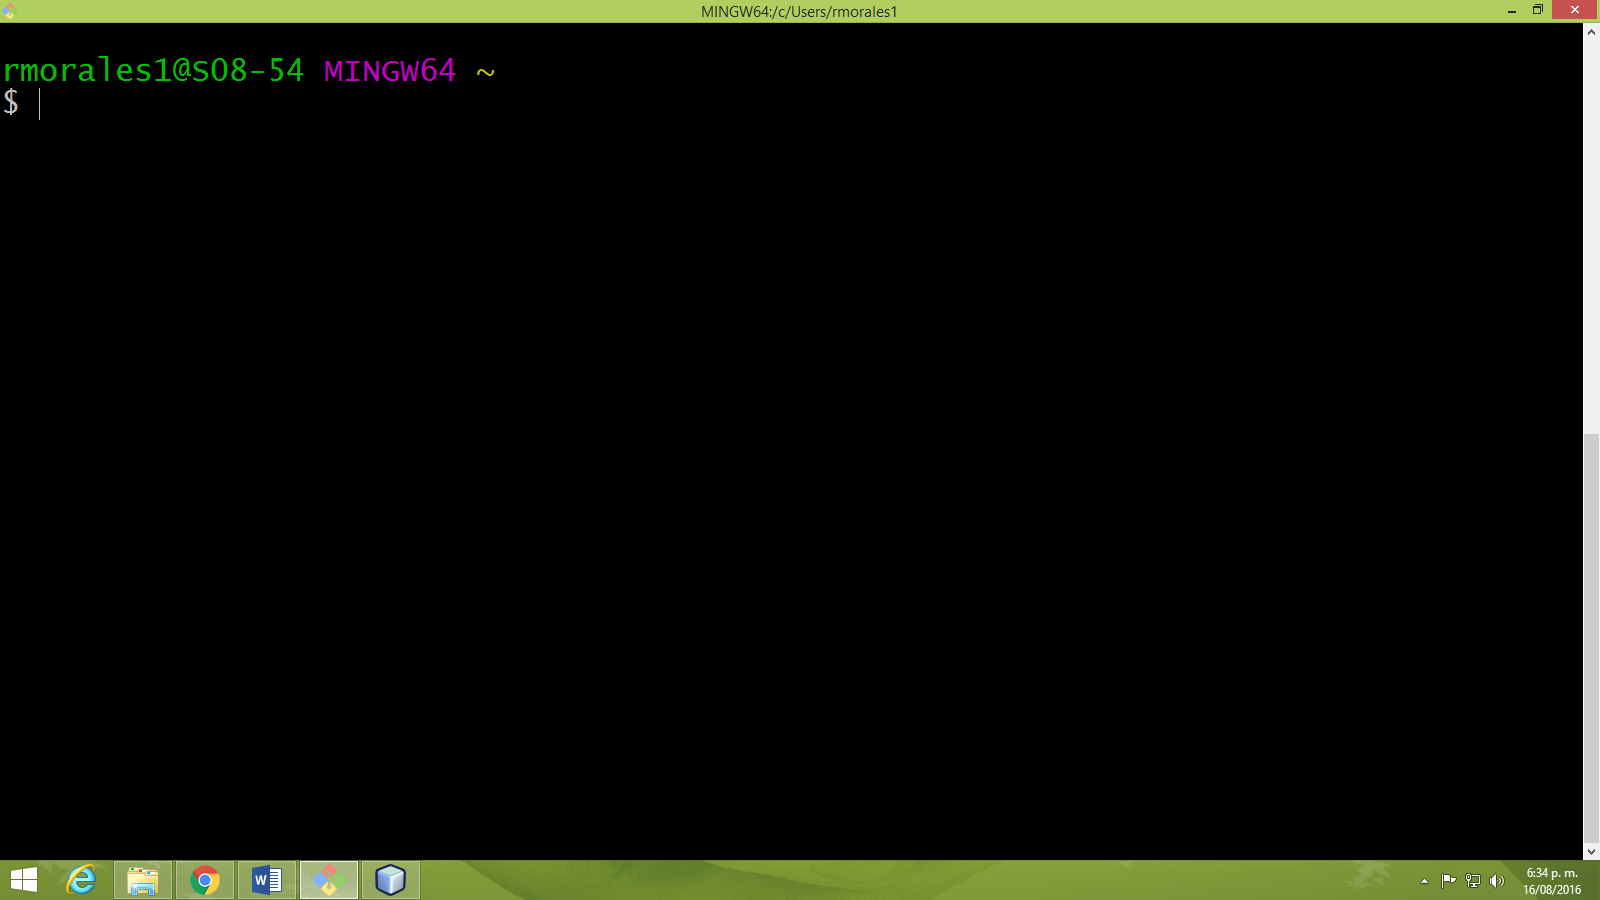 MINGW64:/c/Users/rmorales1
rmorales1@S08-54 MINGW64 ~
$
6:34 p. m.
16/08/2016